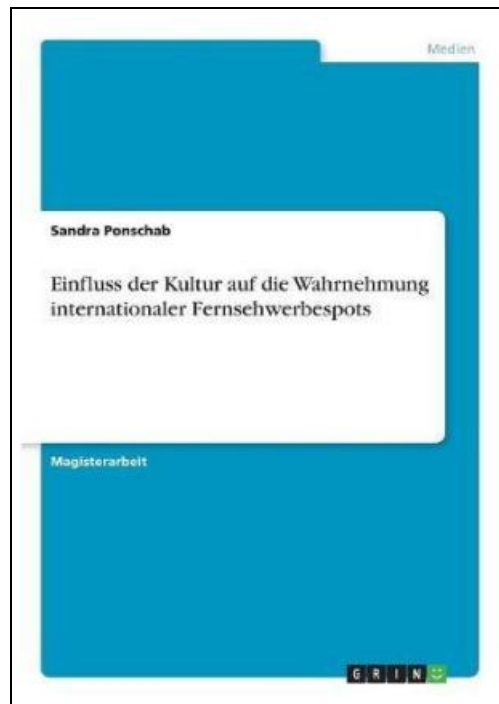 Medien
Sandra Ponschab
Einfluss der Kultur auf die Wahrnehmung
internationaler Fernsehwerbespots
Magisterarbeit
GRIN